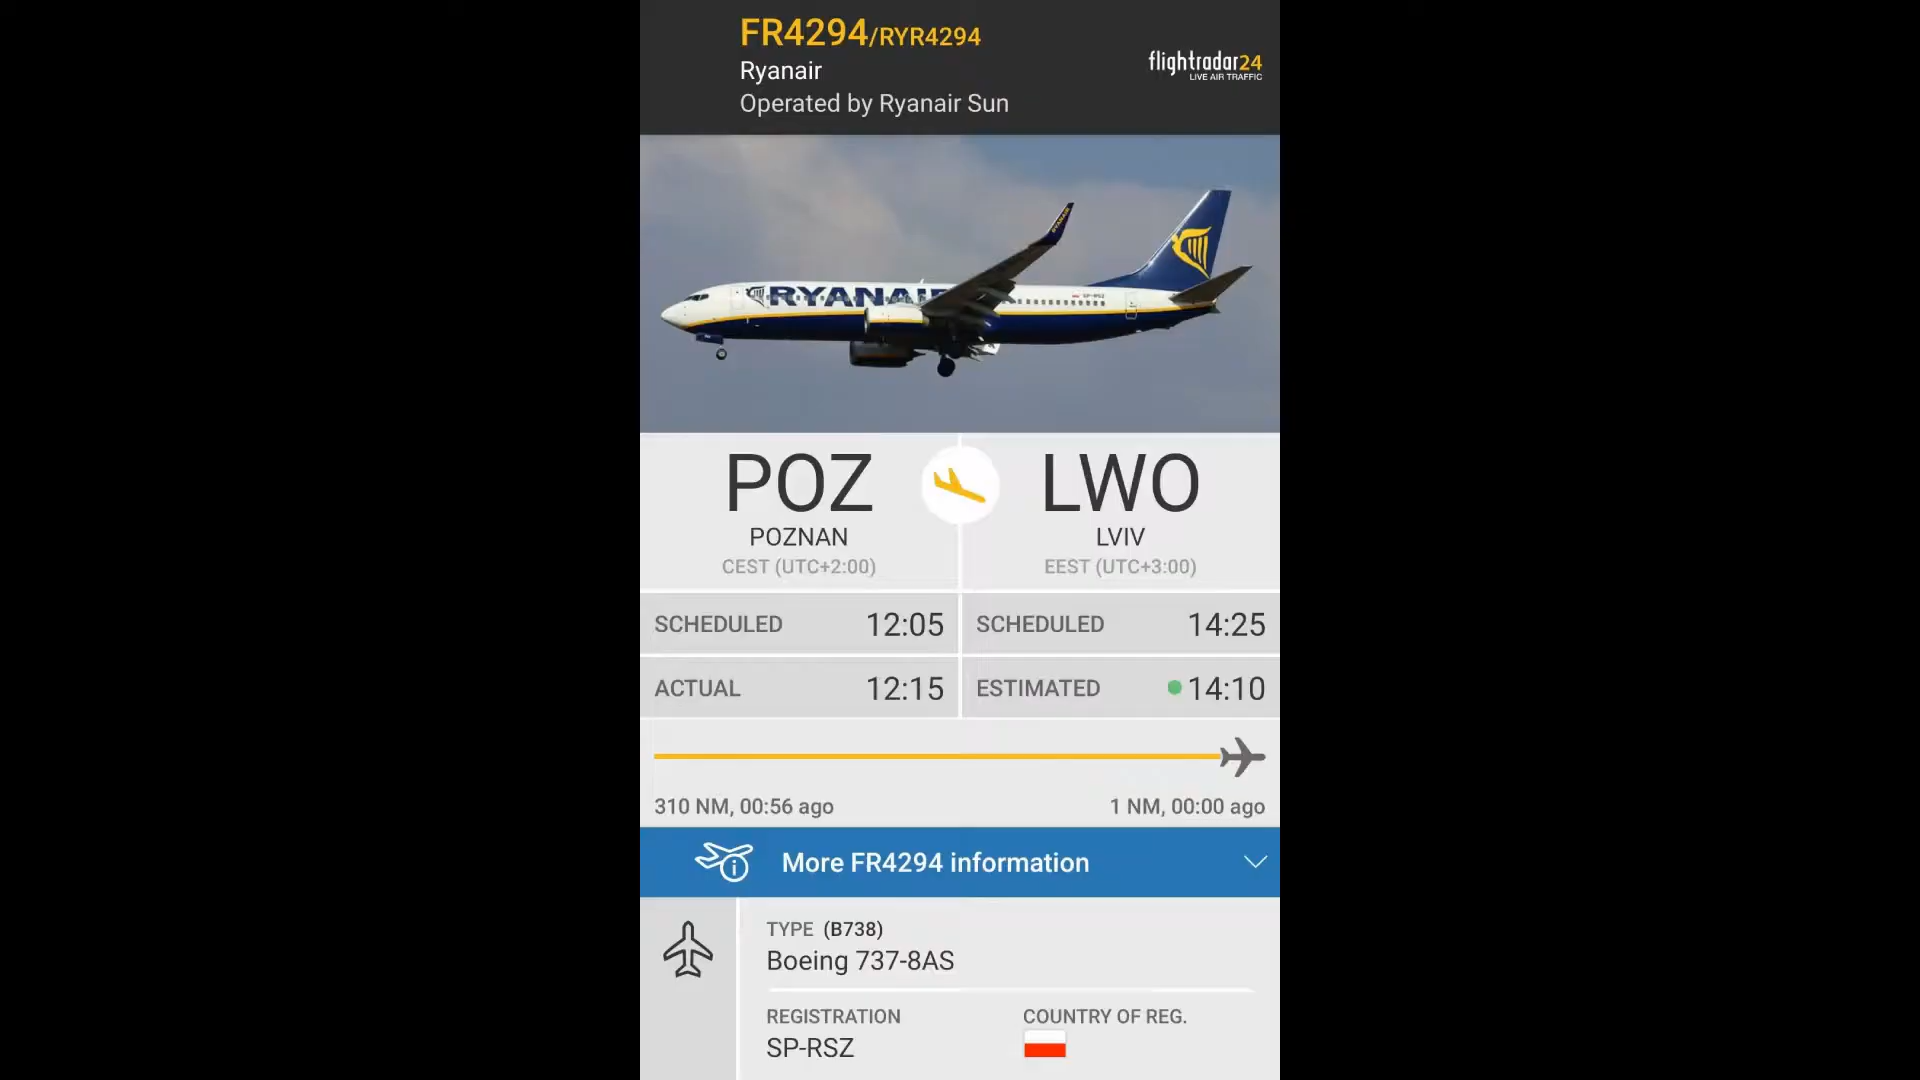 FR4294/RYR4294
Ryanair
Operated by Ryanair Sun
flightradar24
LIVE AIR TRAFFIC
RYANAIR
RYANAIR
SP-RSZ
POZ
LWO
POZNAN
LVIV
CEST (UTC+2:00)
EEST (UTC+3:00)
SCHEDULED 12:05
SCHEDULED 14:25
ACTUAL 12:15
ESTIMATED 14:10
310 NM, 00:56 ago
1 NM, 00:00 ago
More FR4294 information
TYPE (B738)
Boeing 737-8AS
REGISTRATION
COUNTRY OF REG.
SP-RSZ